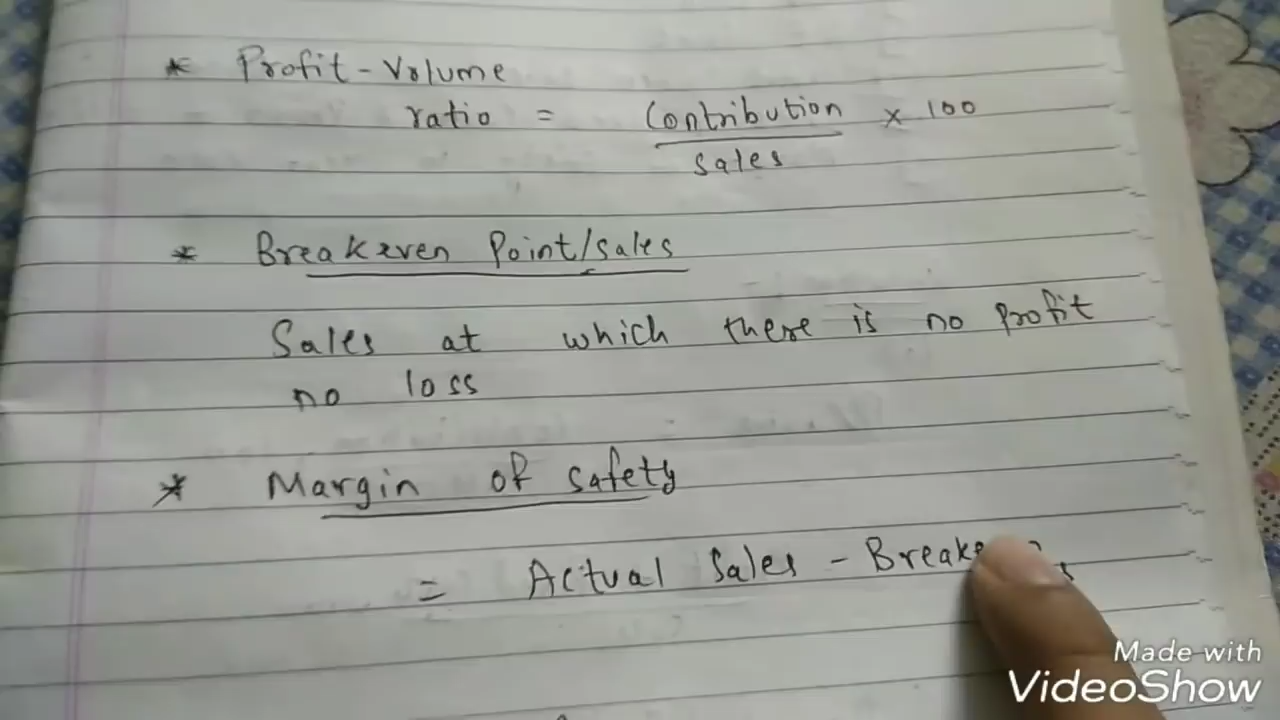 * Profit - Volume
ratio = Contribution × 100
sales
* Breakeven Point/sales
Sales at which there is no profit
no loss
* Margin of safety
= Actual Sales - Breake
Made with
VideoShow